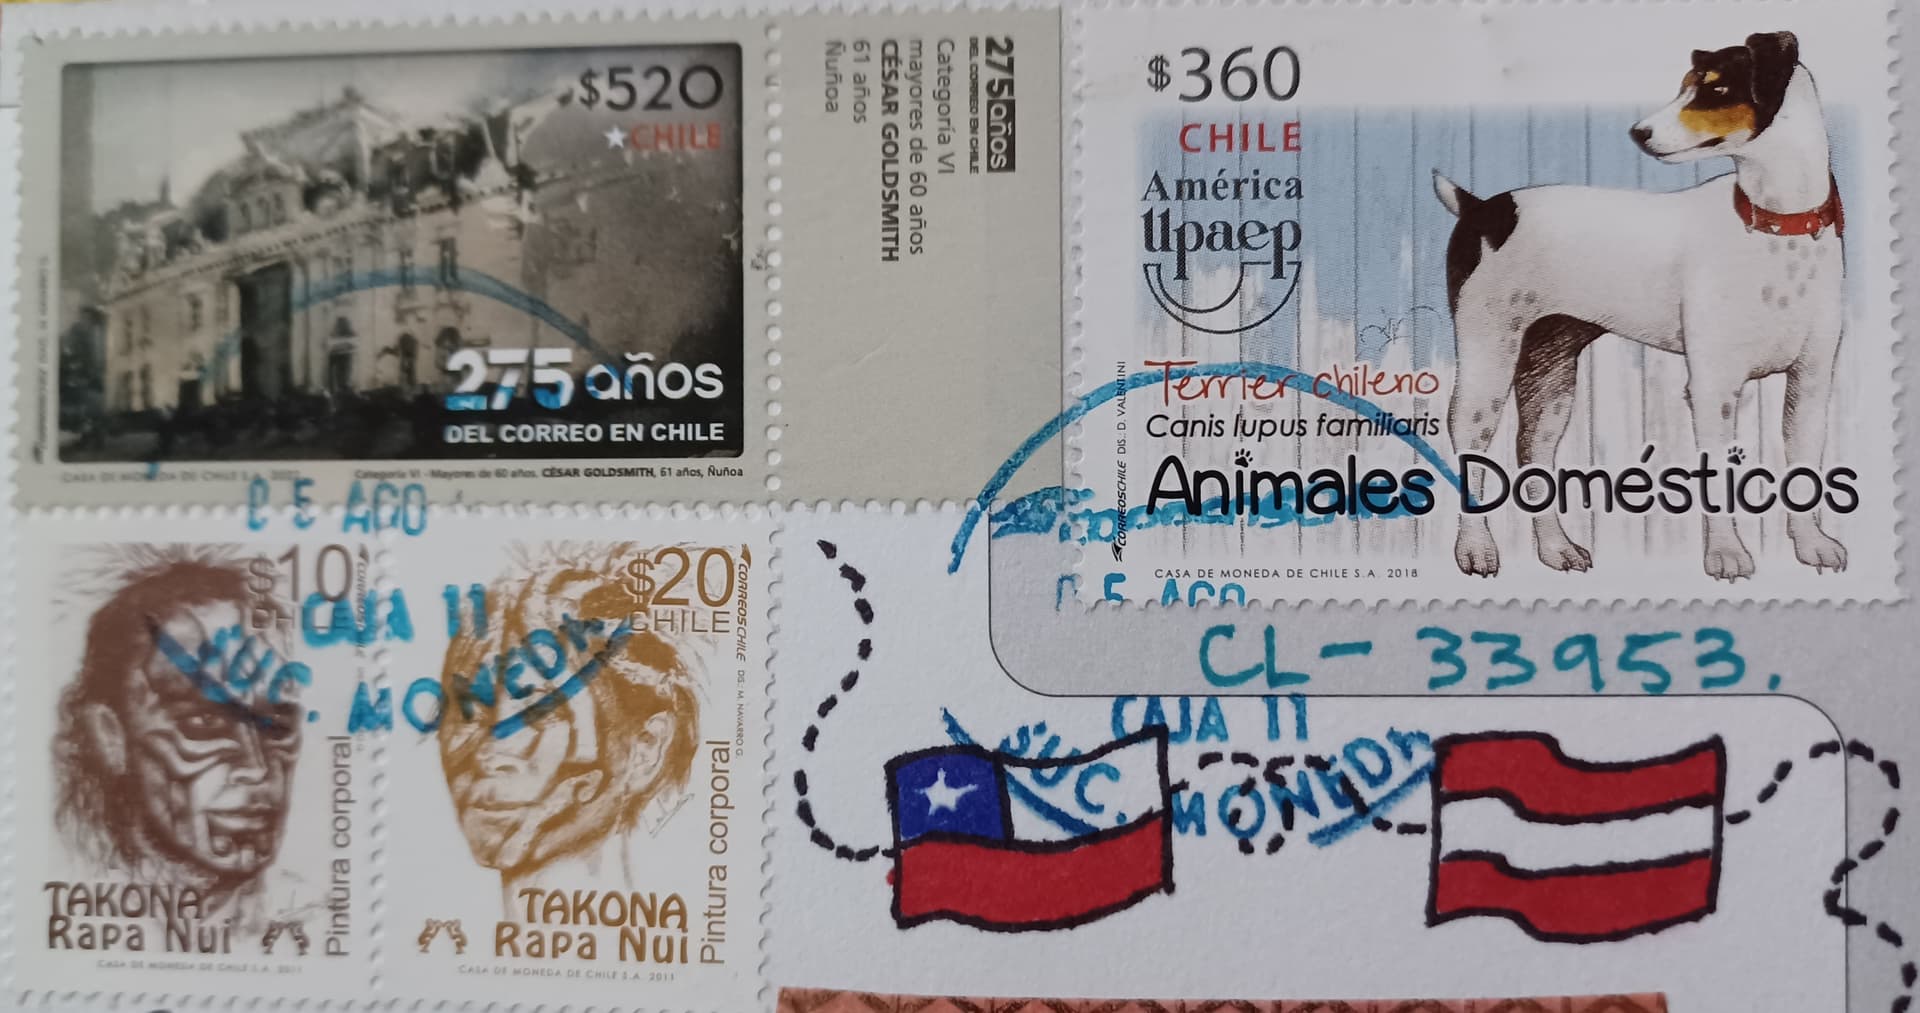 $520
CHILE
275 años
DEL CORREO EN CHILE
CASA DE MONEDA DE CHILE S.A.
Categoría VI - Mayores de 60 años. CÉSAR GOLDSMITH, 61 años, Ñuñoa
275 años
DEL CORREO EN CHILE
Categoría VI
mayores de 60 años
CÉSAR GOLDSMITH
61 años
Ñuñoa
$360
CHILE
América
Upaep
Terrier chileno
Canis lupus familiaris
Animales Domésticos
CORREOSCHILE DIS.: D. VALENTINI
CASA DE MONEDA DE CHILE S.A. 2018
05 AGO
CAJA 11
SUC. MONEDA
$10
CHILE
TAKONA
Rapa Nui
Pintura corporal
CASA DE MONEDA DE CHILE S.A. 2011
$20
CHILE
CORREOSCHILE DIS.: M. NAVARRO G.
TAKONA
Rapa Nui
Pintura corporal
CASA DE MONEDA DE CHILE S.A. 2011
05 AGO
CL- 33953.
CAJA 11
SUC. MONEDA